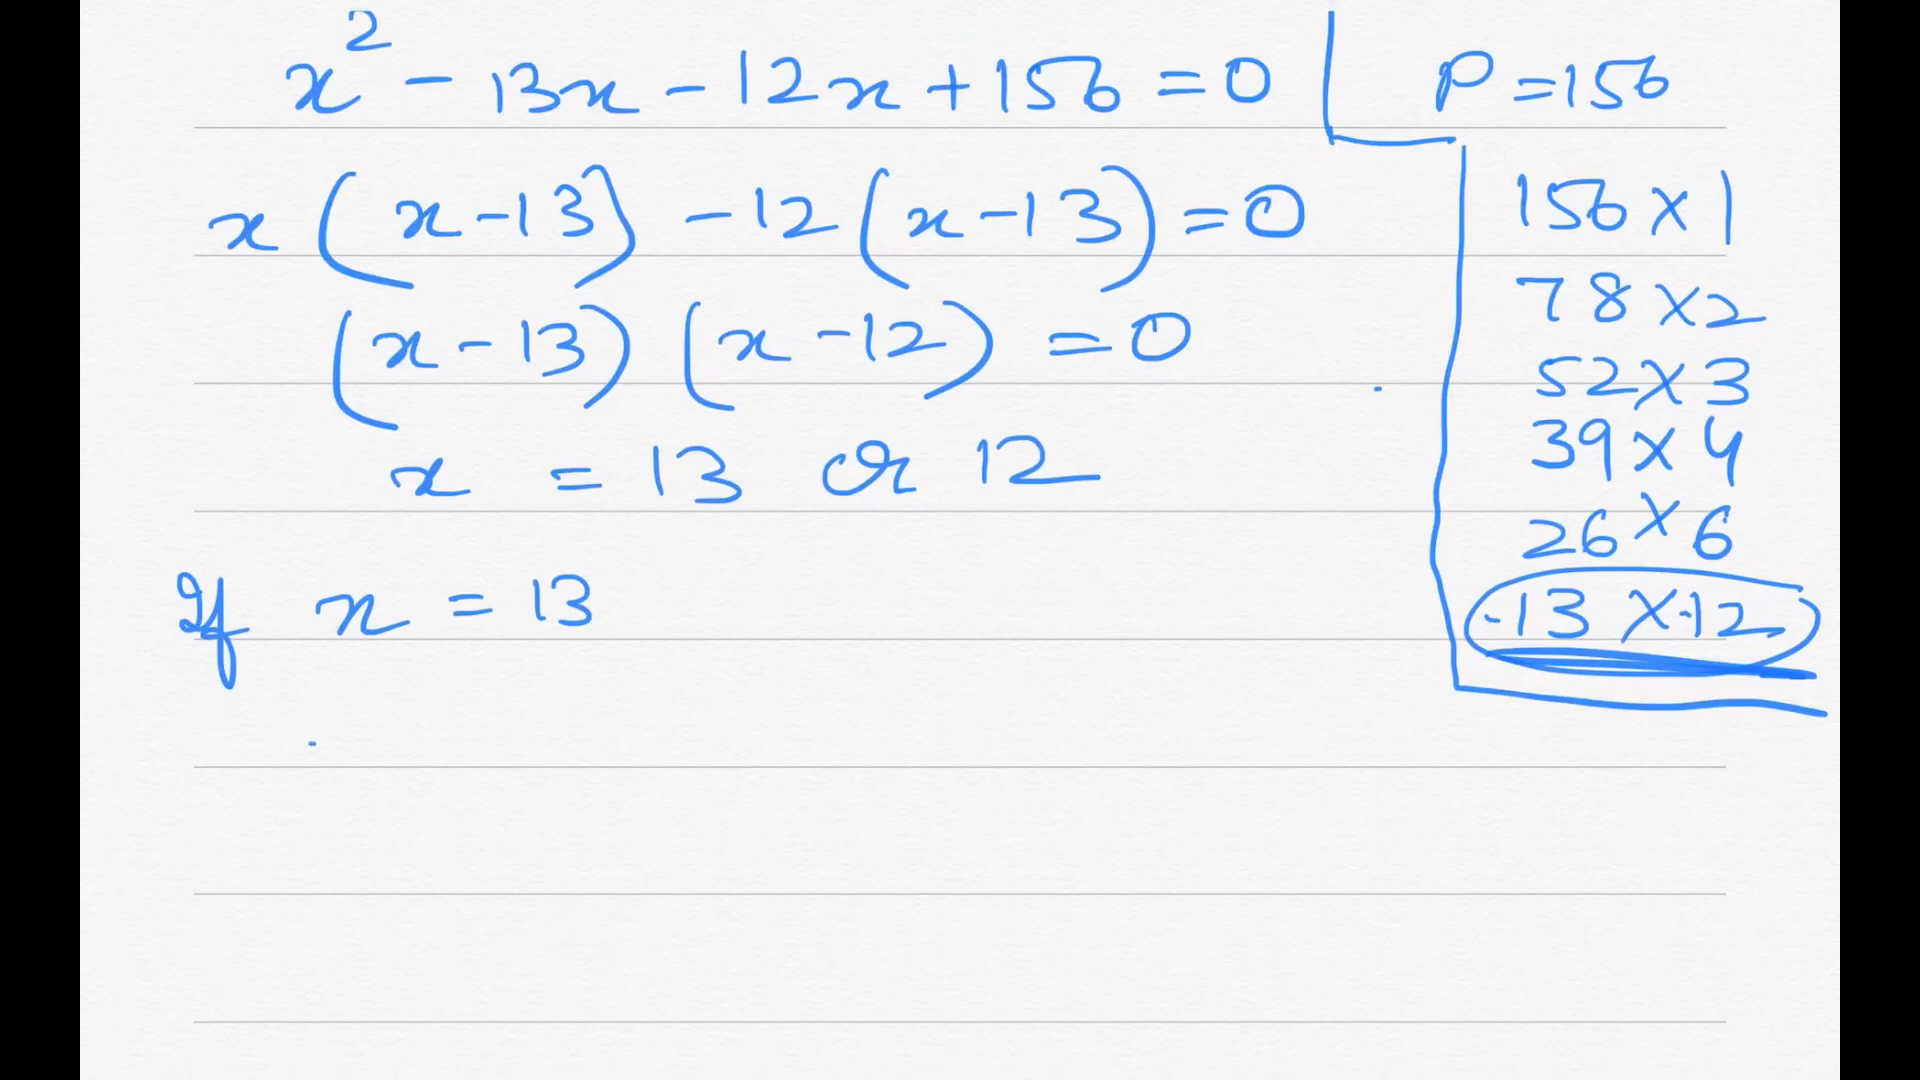 x² - 13x - 12x + 156 = 0
x (x-13) - 12 (x-13) = 0
(x-13) (x-12) = 0
x = 13 or 12
If x = 13
P = 156
156 × 1
78 × 2
52 × 3
39 × 4
26 × 6
-13 × -12